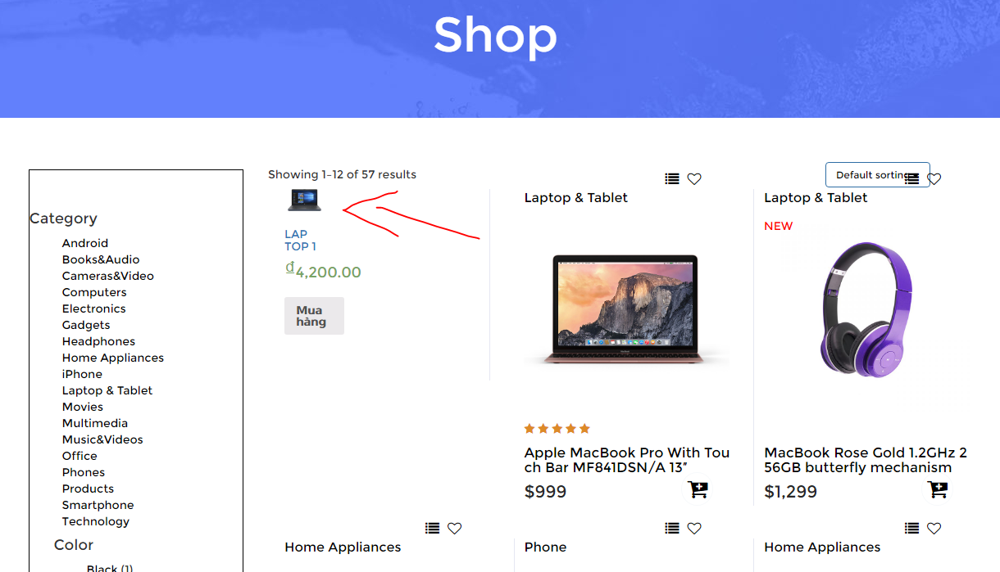 Shop
Showing 1–12 of 57 results
Default sorting
Category
Android
Books&Audio
Cameras&Video
Computers
Electronics
Gadgets
Headphones
Home Appliances
iPhone
Laptop & Tablet
Movies
Multimedia
Music&Videos
Office
Phones
Products
Smartphone
Technology
Color
Black (1)
LAP
TOP 1
₫4,200.00
Mua
hàng
Laptop & Tablet
Apple MacBook Pro With Tou
ch Bar MF841DSN/A 13″
$999
Laptop & Tablet
NEW
MacBook Rose Gold 1.2GHz 2
56GB butterfly mechanism
$1,299
Home Appliances
Phone
Home Appliances